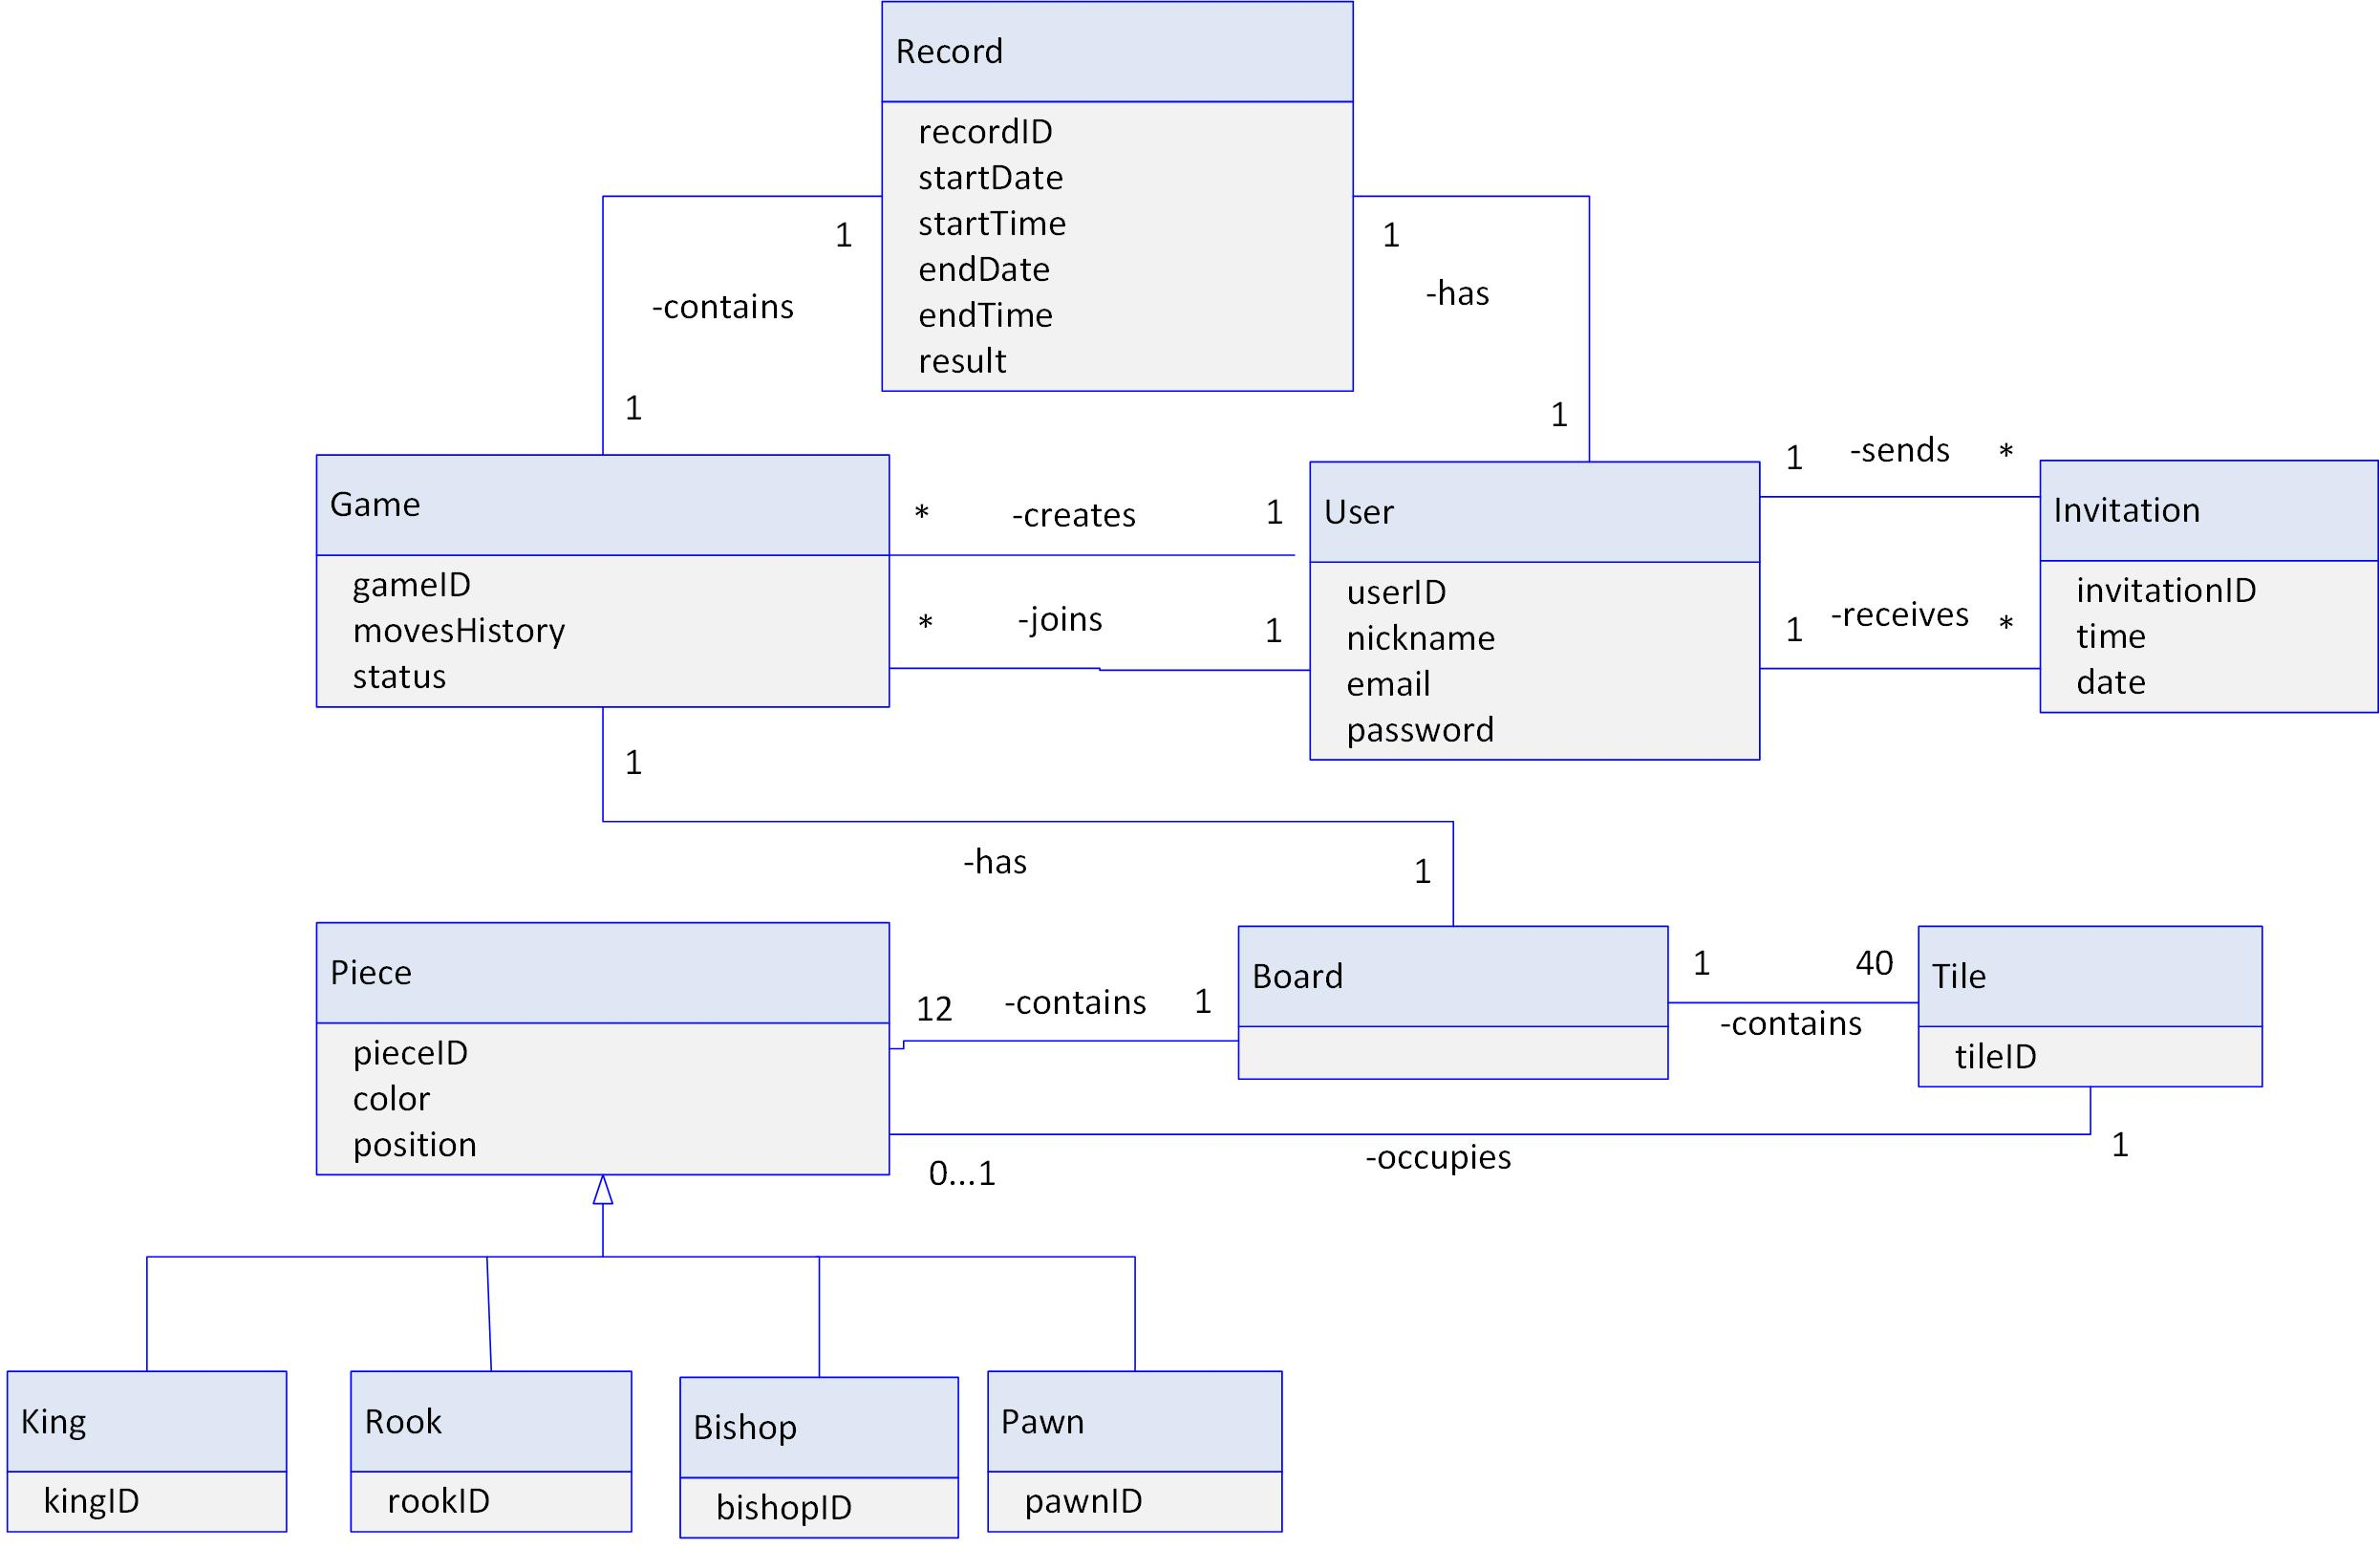 Record
recordID
startDate
startTime
endDate
endTime
result
1
1
-contains
-has
1
1
Game
gameID
movesHistory
status
* -creates 1
* -joins 1
User
userID
nickname
email
password
1 -sends *
1 -receives *
Invitation
invitationID
time
date
1
-has
1
Piece
pieceID
color
position
12 -contains 1
Board
1 40
-contains
Tile
tileID
0...1
-occupies
1
King
kingID
Rook
rookID
Bishop
bishopID
Pawn
pawnID